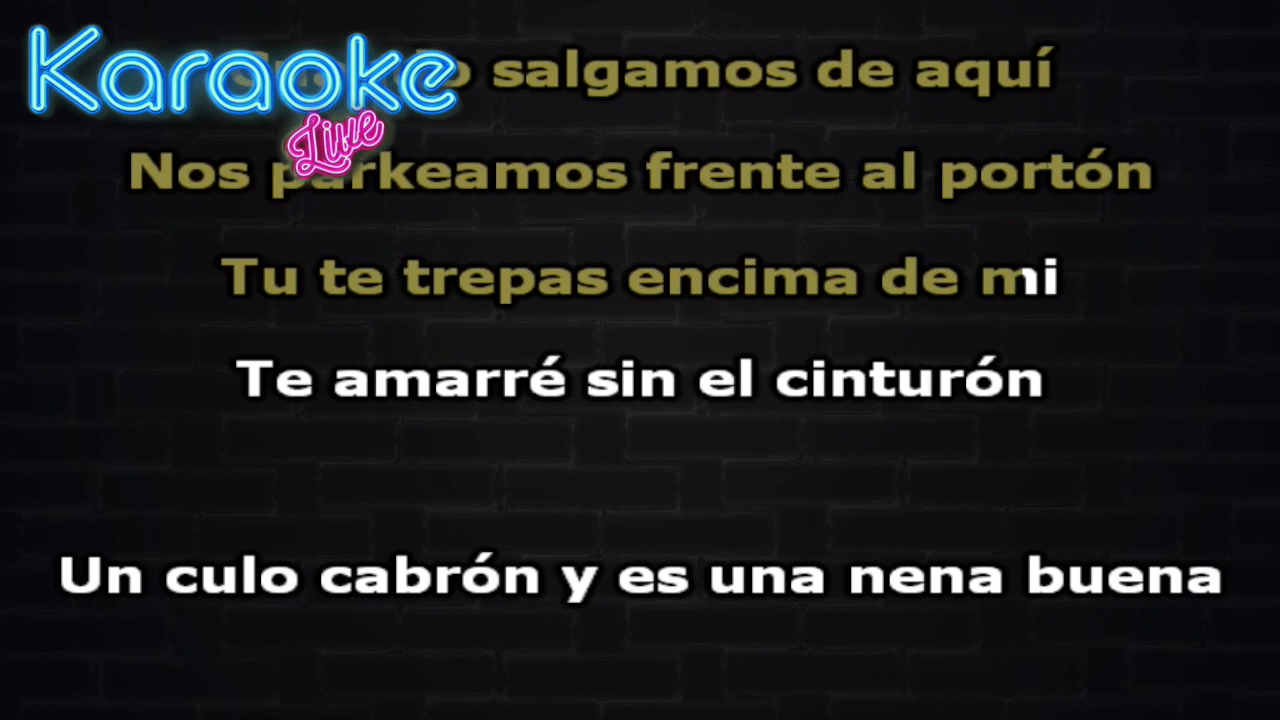 Karaoke
Live
salgamos de aquí
Nos parkeamos frente al portón
Tu te trepas encima de mi
Te amarré sin el cinturón
Un culo cabrón y es una nena buena